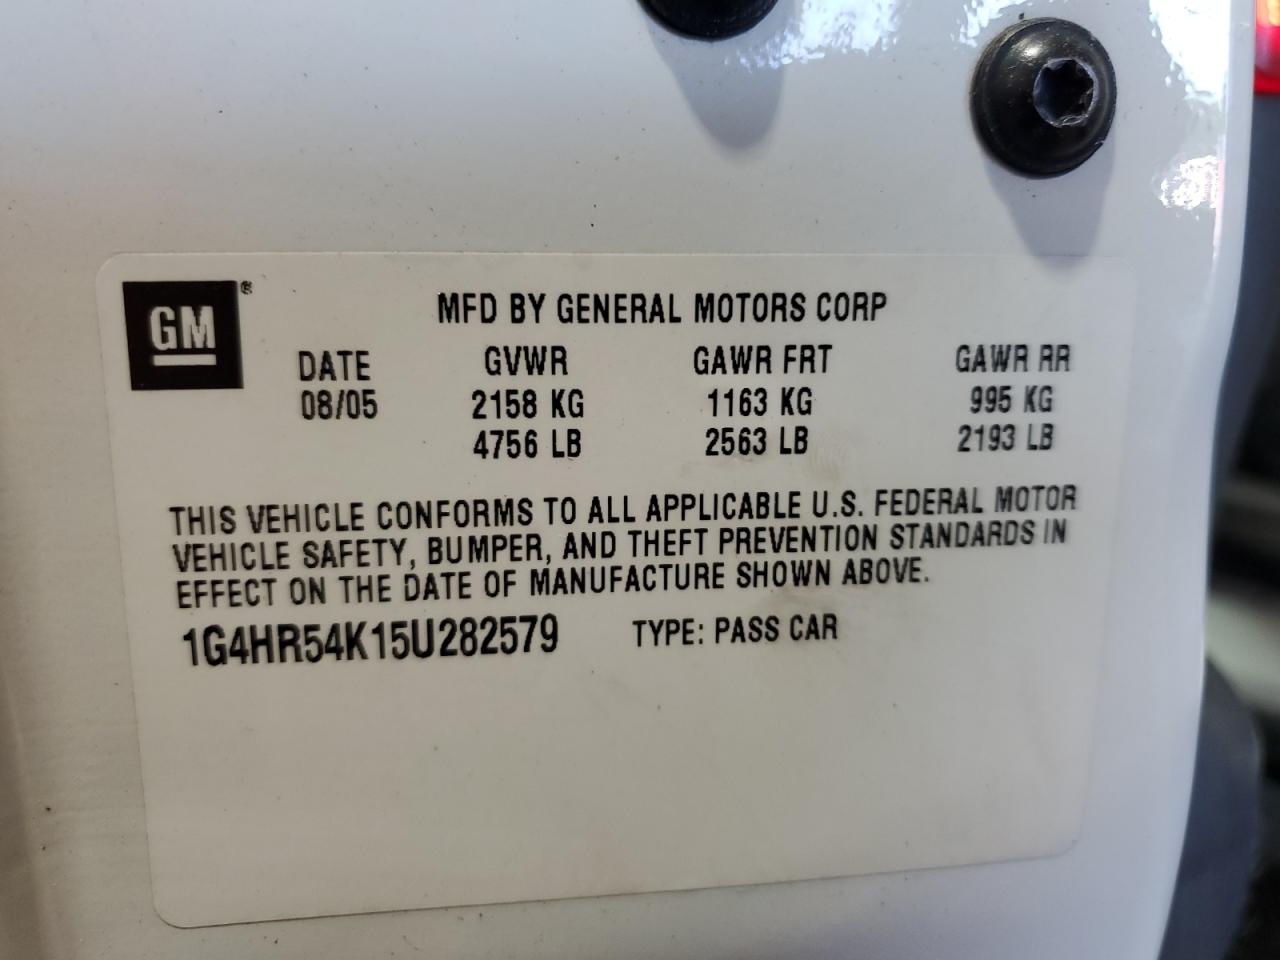 GM®
MFD BY GENERAL MOTORS CORP
DATE GVWR GAWR FRT GAWR RR
08/05 2158 KG 1163 KG 995 KG
4756 LB 2563 LB 2193 LB
THIS VEHICLE CONFORMS TO ALL APPLICABLE U.S. FEDERAL MOTOR
VEHICLE SAFETY, BUMPER, AND THEFT PREVENTION STANDARDS IN
EFFECT ON THE DATE OF MANUFACTURE SHOWN ABOVE.
1G4HR54K15U282579 TYPE: PASS CAR